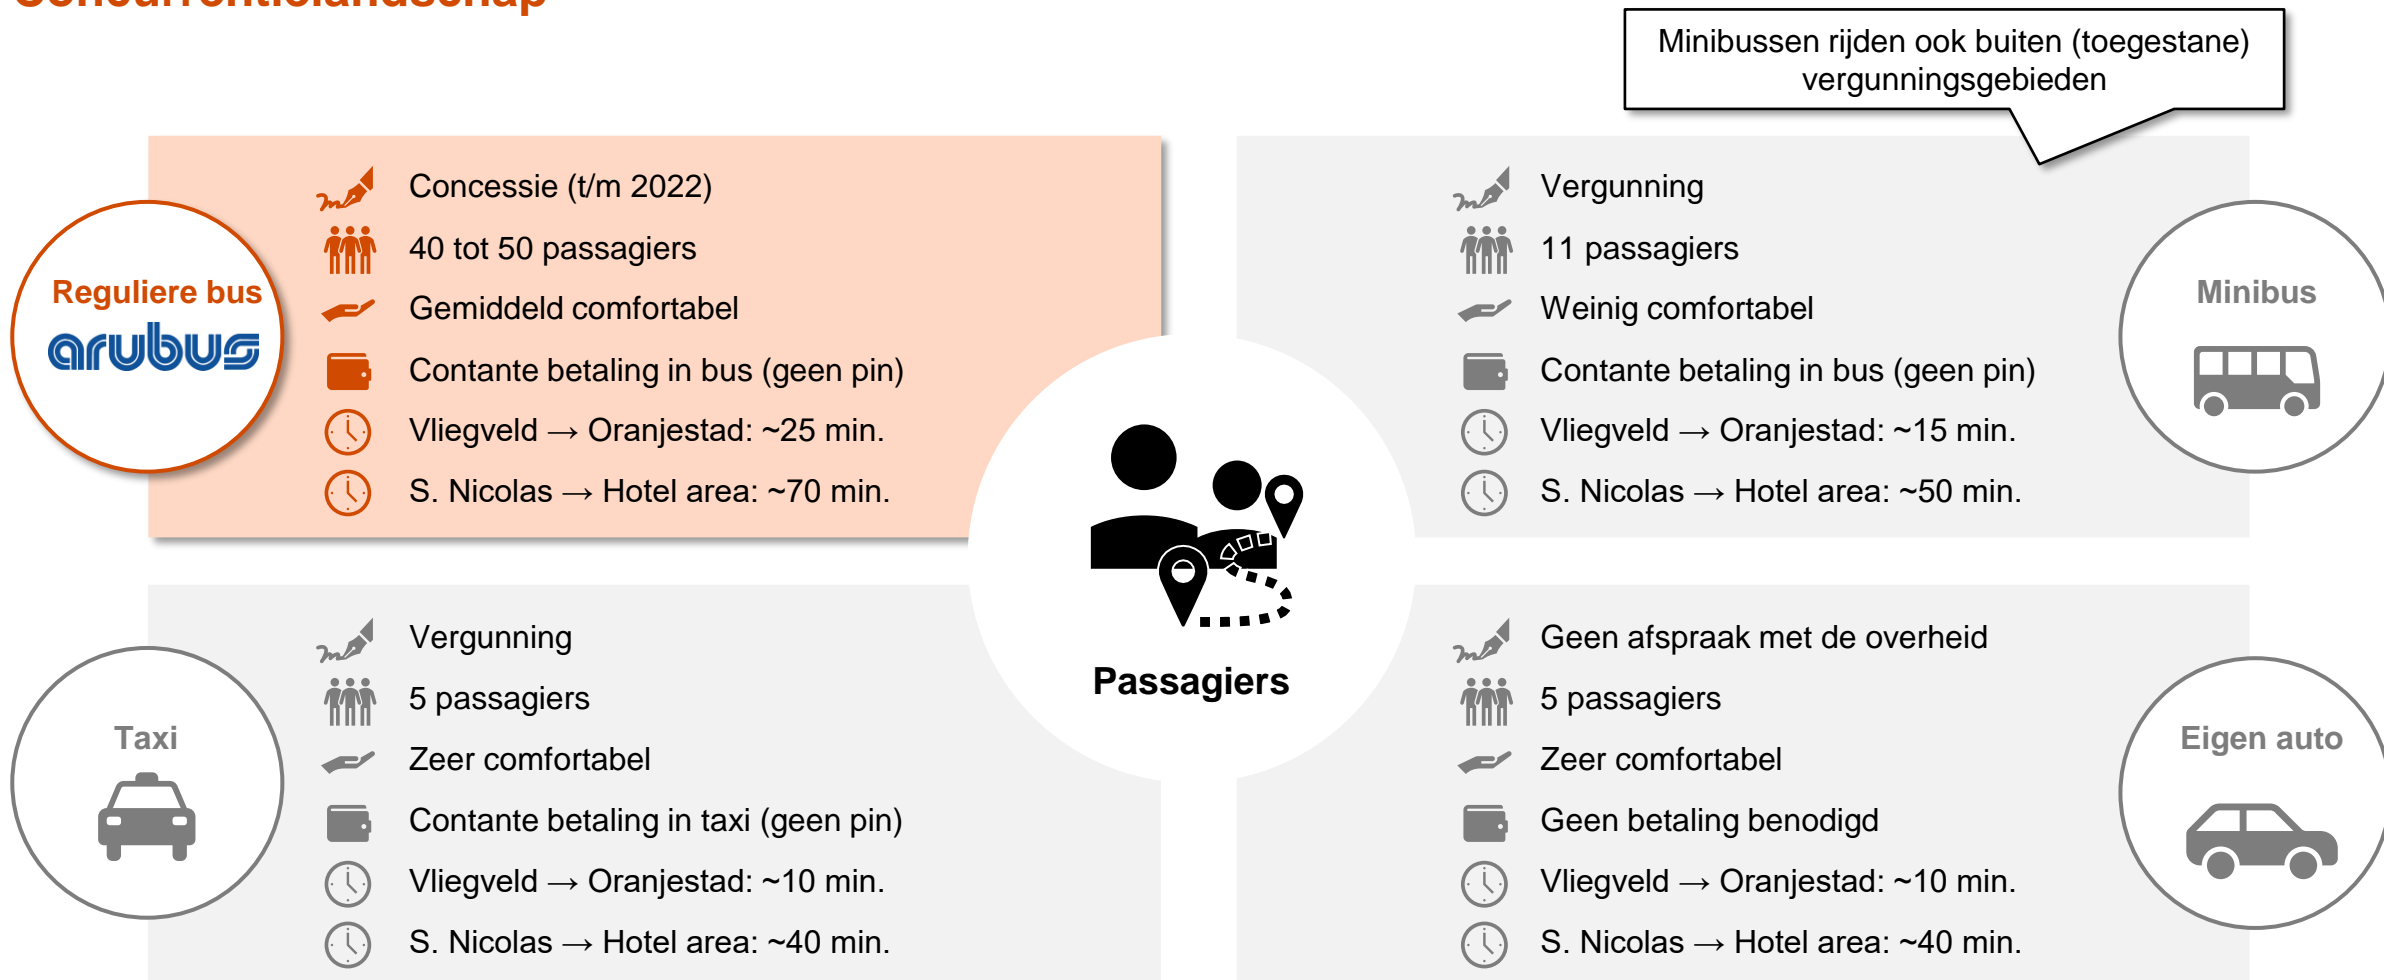 Concurrentielandschap
Minibussen rijden ook buiten (toegestane)
vergunningsgebieden
Reguliere bus
arubus
Concessie (t/m 2022)
40 tot 50 passagiers
Gemiddeld comfortabel
Contante betaling in bus (geen pin)
Vliegveld → Oranjestad: ~25 min.
S. Nicolas → Hotel area: ~70 min.
Vergunning
11 passagiers
Weinig comfortabel
Contante betaling in bus (geen pin)
Vliegveld → Oranjestad: ~15 min.
S. Nicolas → Hotel area: ~50 min.
Minibus
Passagiers
Taxi
Vergunning
5 passagiers
Zeer comfortabel
Contante betaling in taxi (geen pin)
Vliegveld → Oranjestad: ~10 min.
S. Nicolas → Hotel area: ~40 min.
Geen afspraak met de overheid
5 passagiers
Zeer comfortabel
Geen betaling benodigd
Vliegveld → Oranjestad: ~10 min.
S. Nicolas → Hotel area: ~40 min.
Eigen auto